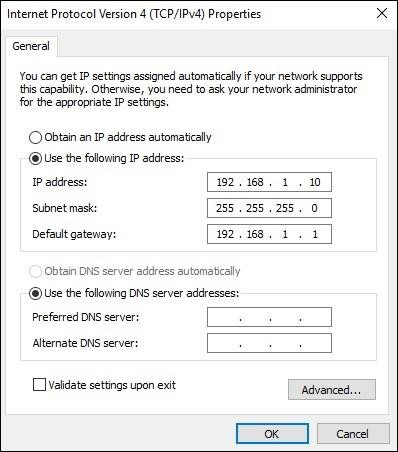 Internet Protocol Version 4 (TCP/IPv4) Properties
General
You can get IP settings assigned automatically if your network supports
this capability. Otherwise, you need to ask your network administrator
for the appropriate IP settings.
Obtain an IP address automatically
Use the following IP address:
IP address: 192 . 168 . 1 . 10
Subnet mask: 255 . 255 . 255 . 0
Default gateway: 192 . 168 . 1 . 1
Obtain DNS server address automatically
Use the following DNS server addresses:
Preferred DNS server: . . .
Alternate DNS server: . . .
Validate settings upon exit
Advanced...
OK Cancel